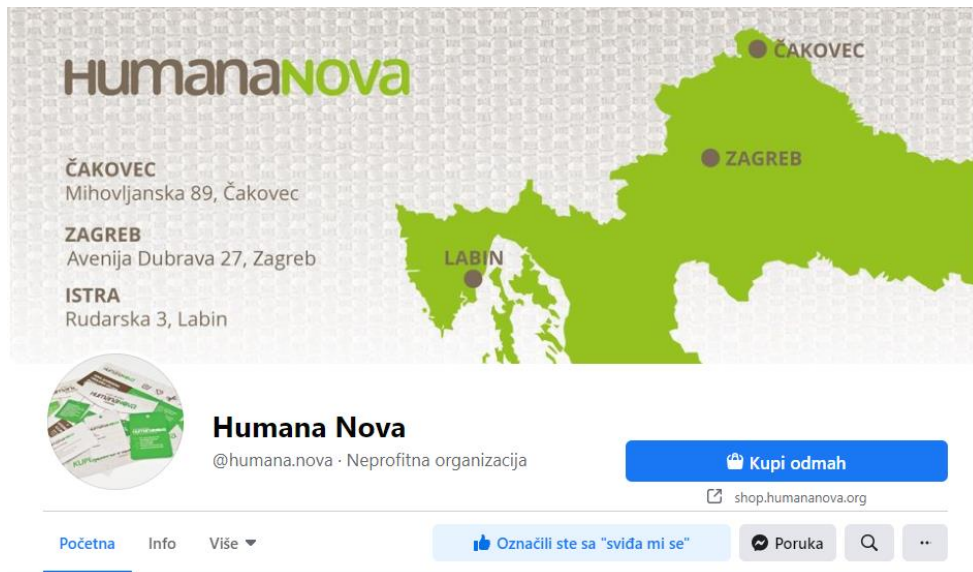 HumanaNova
ČAKOVEC
Mihovljanska 89, Čakovec
ZAGREB
Avenija Dubrava 27, Zagreb
ISTRA
Rudarska 3, Labin
ČAKOVEC
ZAGREB
LABIN
Humana Nova
@humana.nova · Neprofitna organizacija
Kupi odmah
shop.humananova.org
Početna Info Više
Označili ste sa "sviđa mi se"
Poruka